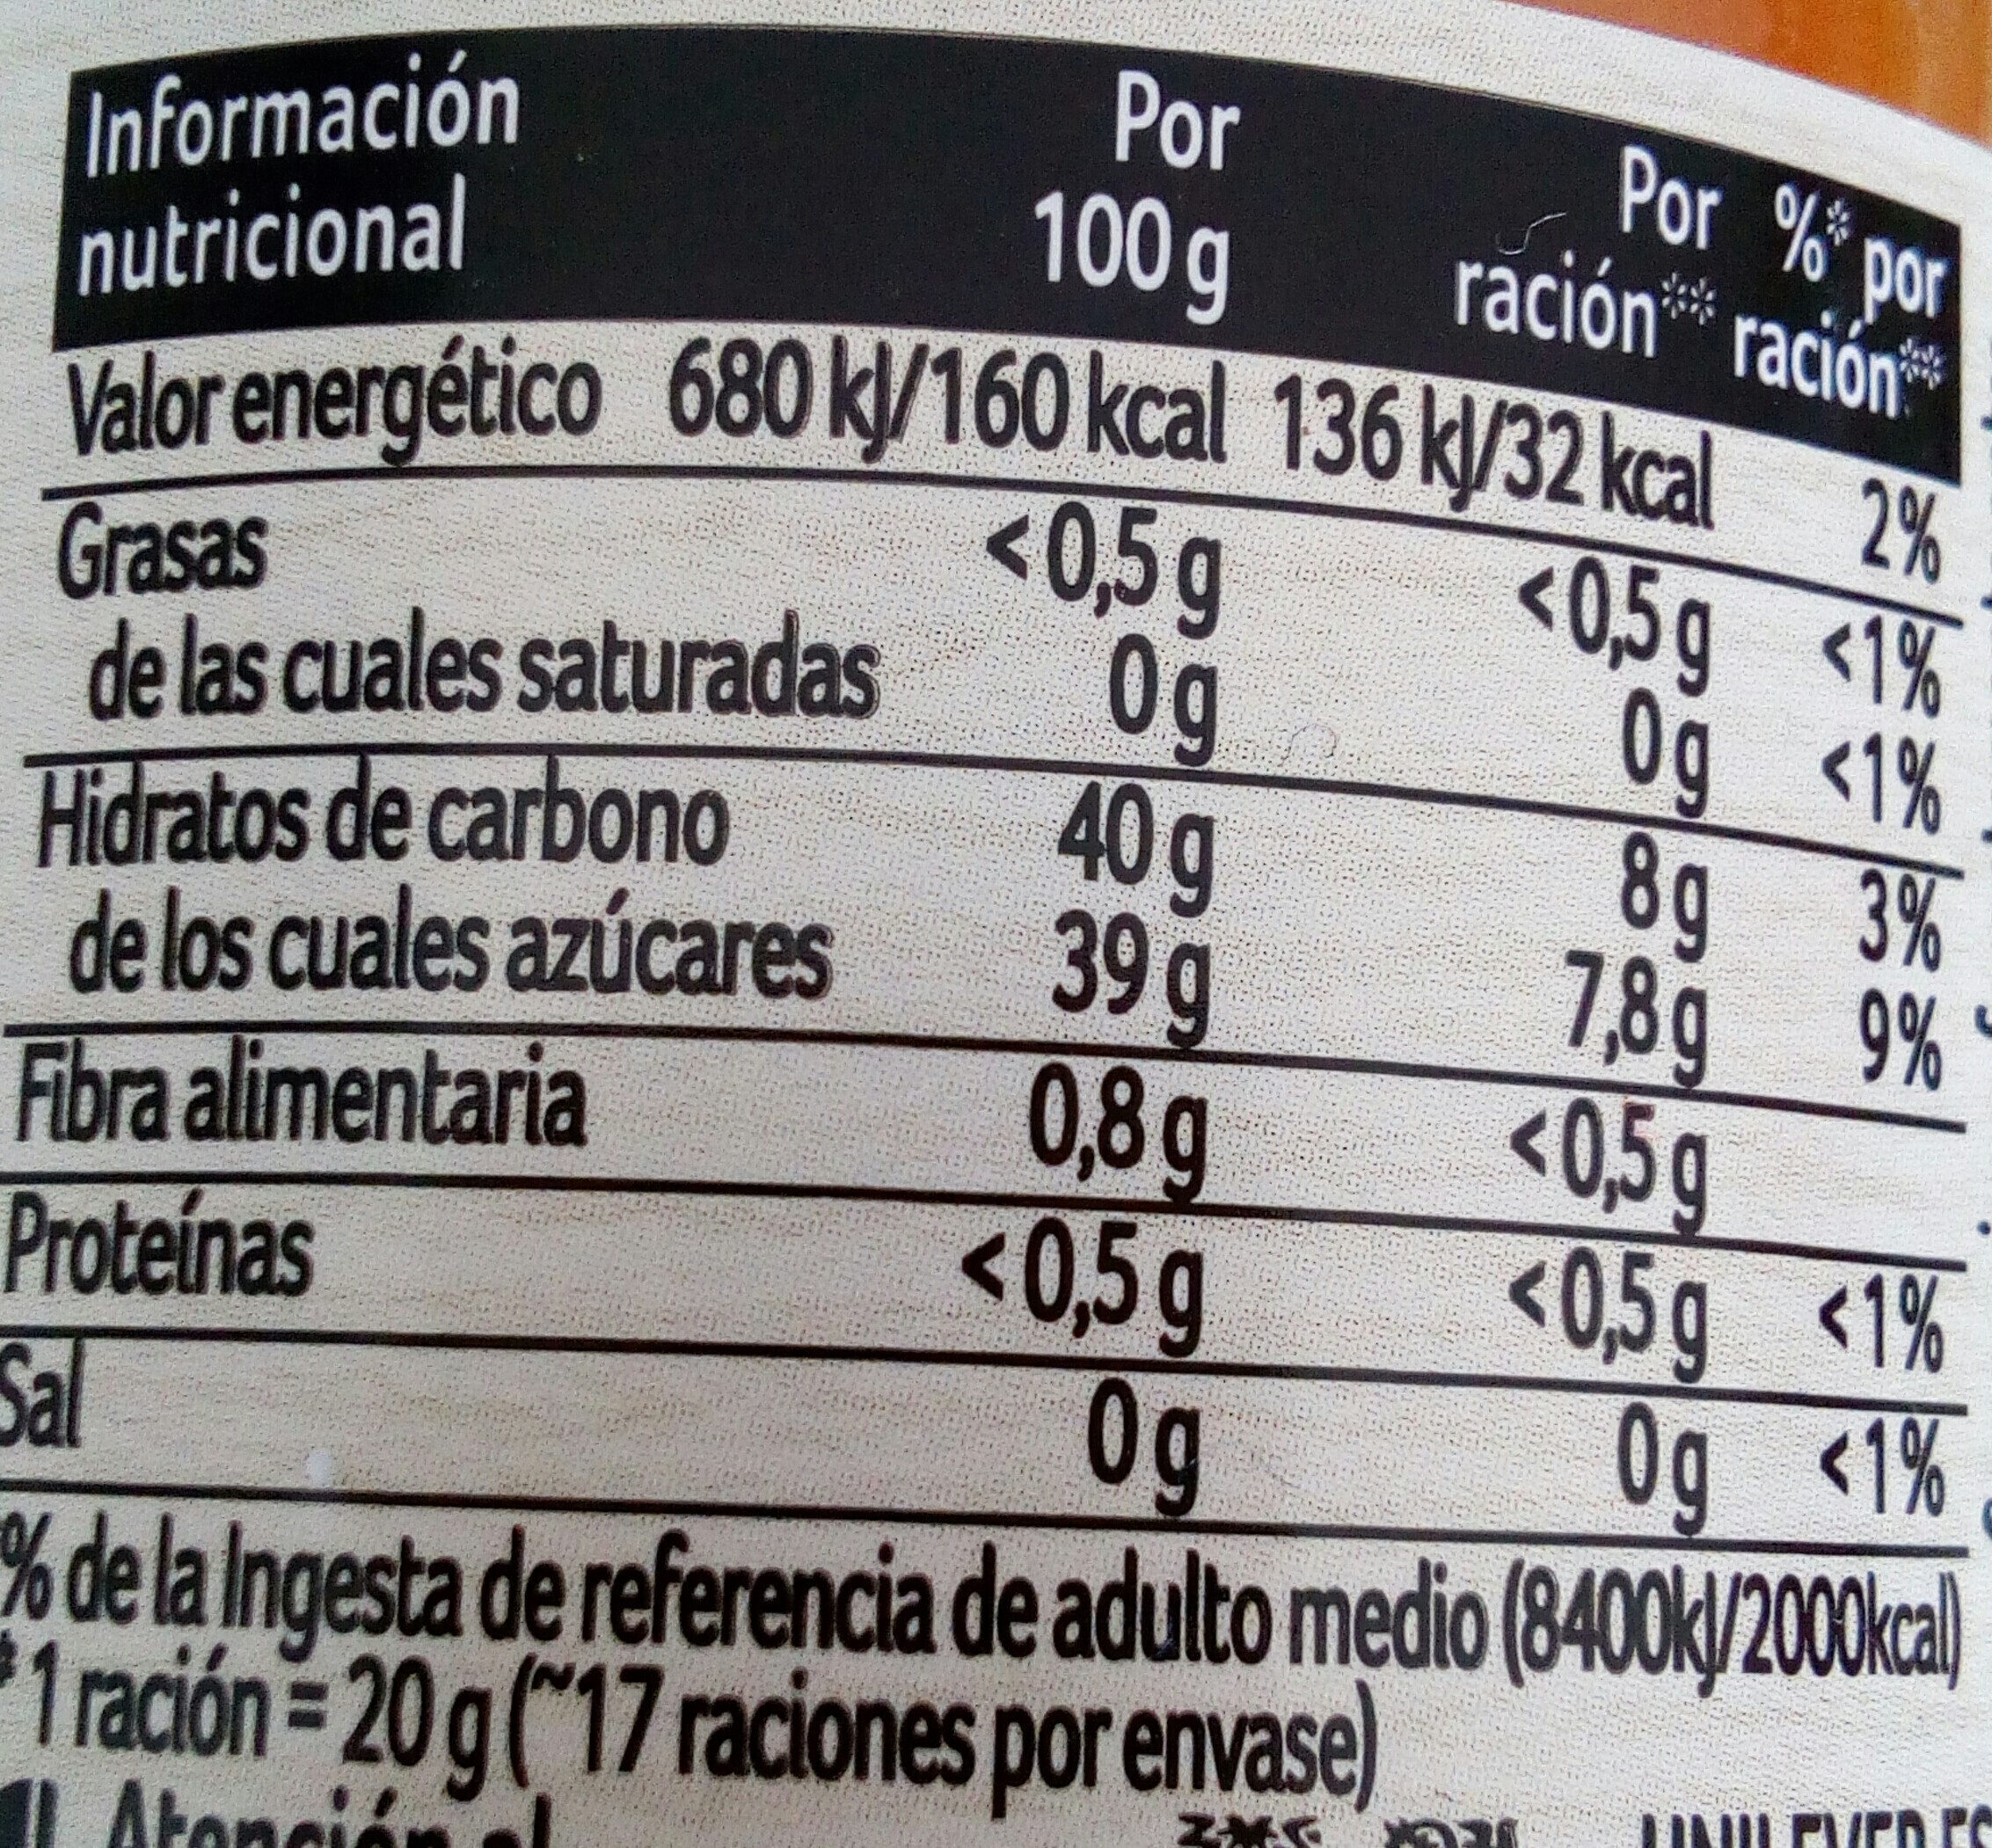 Información nutricional Por 100 g Por ración** %* por ración**
Valor energético 680 kJ/160 kcal 136 kJ/32 kcal 2%
Grasas <0,5 g <0,5 g <1%
de las cuales saturadas 0 g 0 g <1%
Hidratos de carbono 40 g 8 g 3%
de los cuales azúcares 39 g 7,8 g 9%
Fibra alimentaria 0,8 g <0,5 g
Proteínas <0,5 g <0,5 g <1%
Sal 0 g 0 g <1%
% de la Ingesta de referencia de adulto medio (8400kJ/2000kcal)
*1 ración = 20 g (~17 raciones por envase)
Atención al
UNILEVER ES